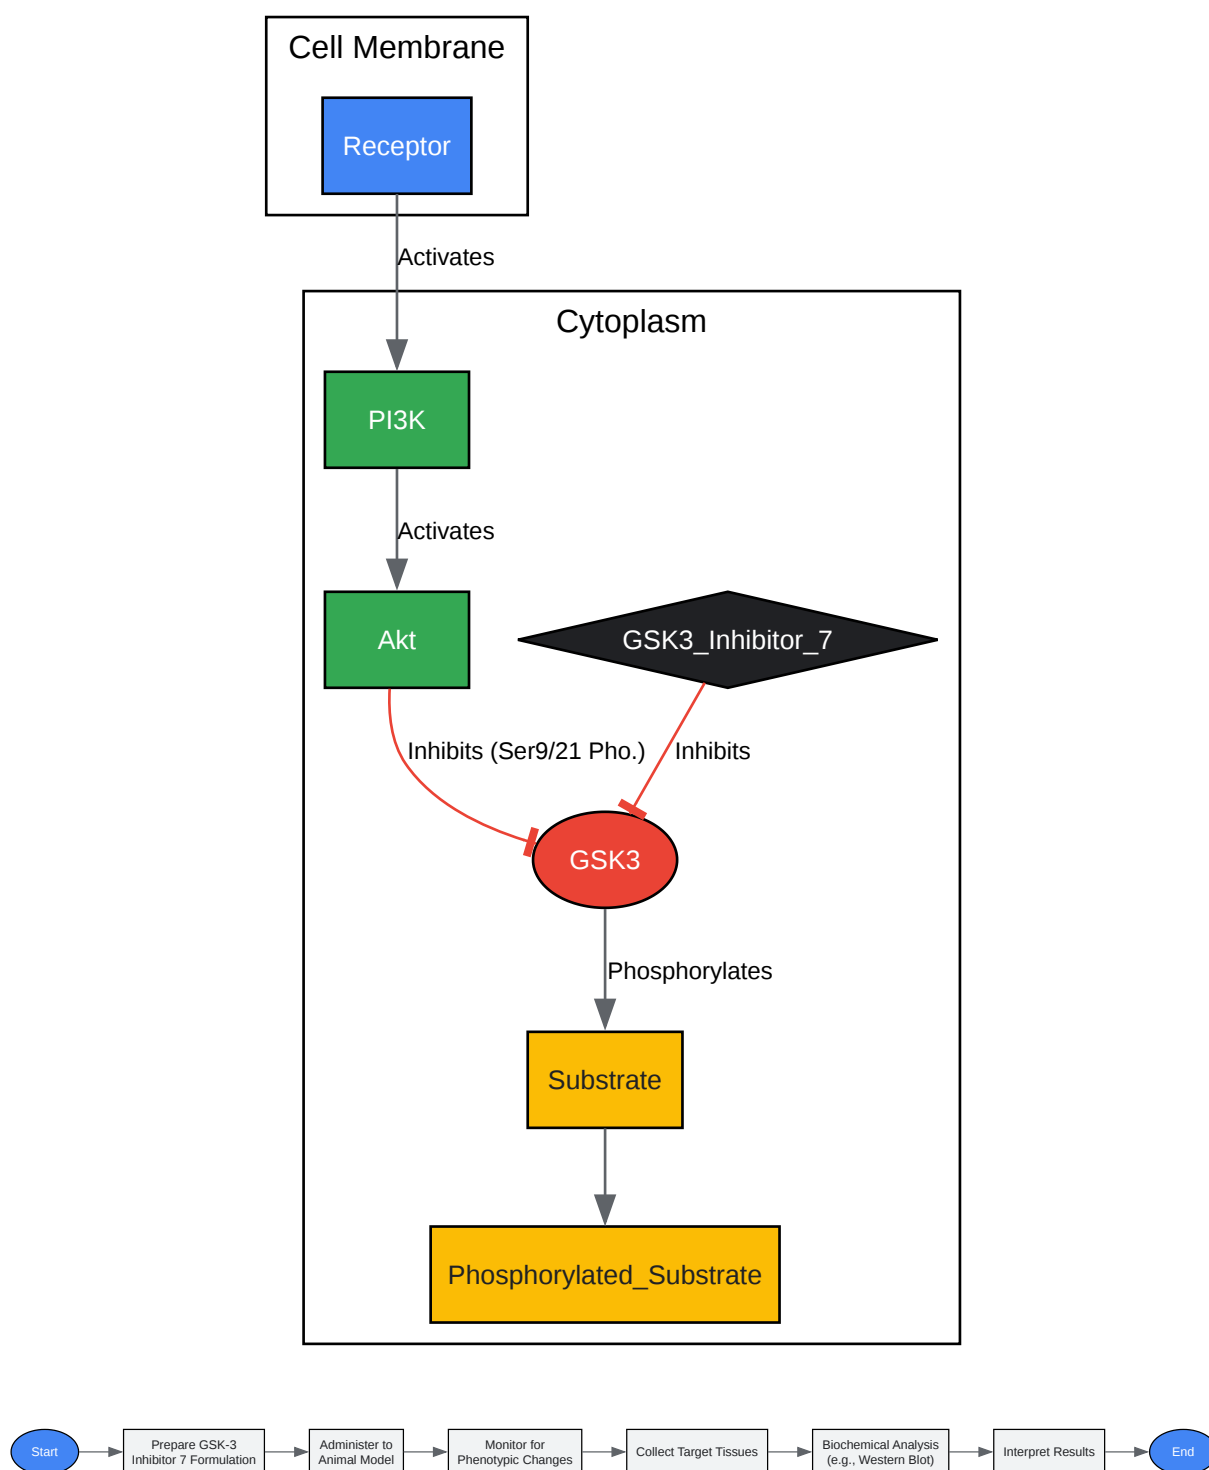 Cell Membrane
Receptor
Activates
Cytoplasm
PI3K
Activates
Akt
GSK3_Inhibitor_7
Inhibits (Ser9/21 Pho.)
Inhibits
GSK3
Phosphorylates
Substrate
Phosphorylated_Substrate
Start
Prepare GSK-3
Inhibitor 7 Formulation
Administer to
Animal Model
Monitor for
Phenotypic Changes
Collect Target Tissues
Biochemical Analysis
(e.g., Western Blot)
Interpret Results
End